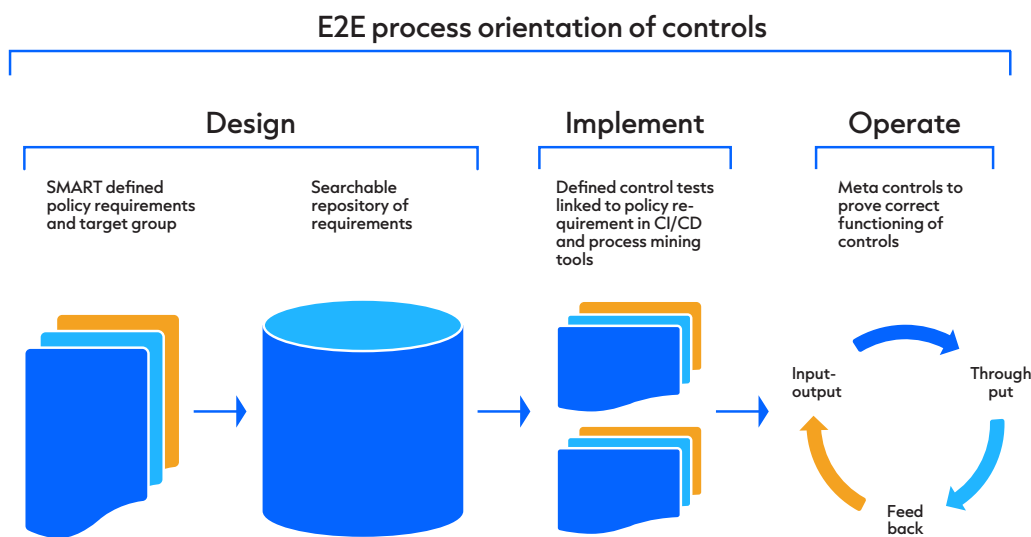 E2E process orientation of controls
Design
Implement
Operate
SMART defined
policy requirements
and target group
Searchable
repository of
requirements
Defined control tests
linked to policy re-
quirement in CI/CD
and process mining
tools
Meta controls to
prove correct
functioning of
controls
Input-
output
Through
put
Feed
back